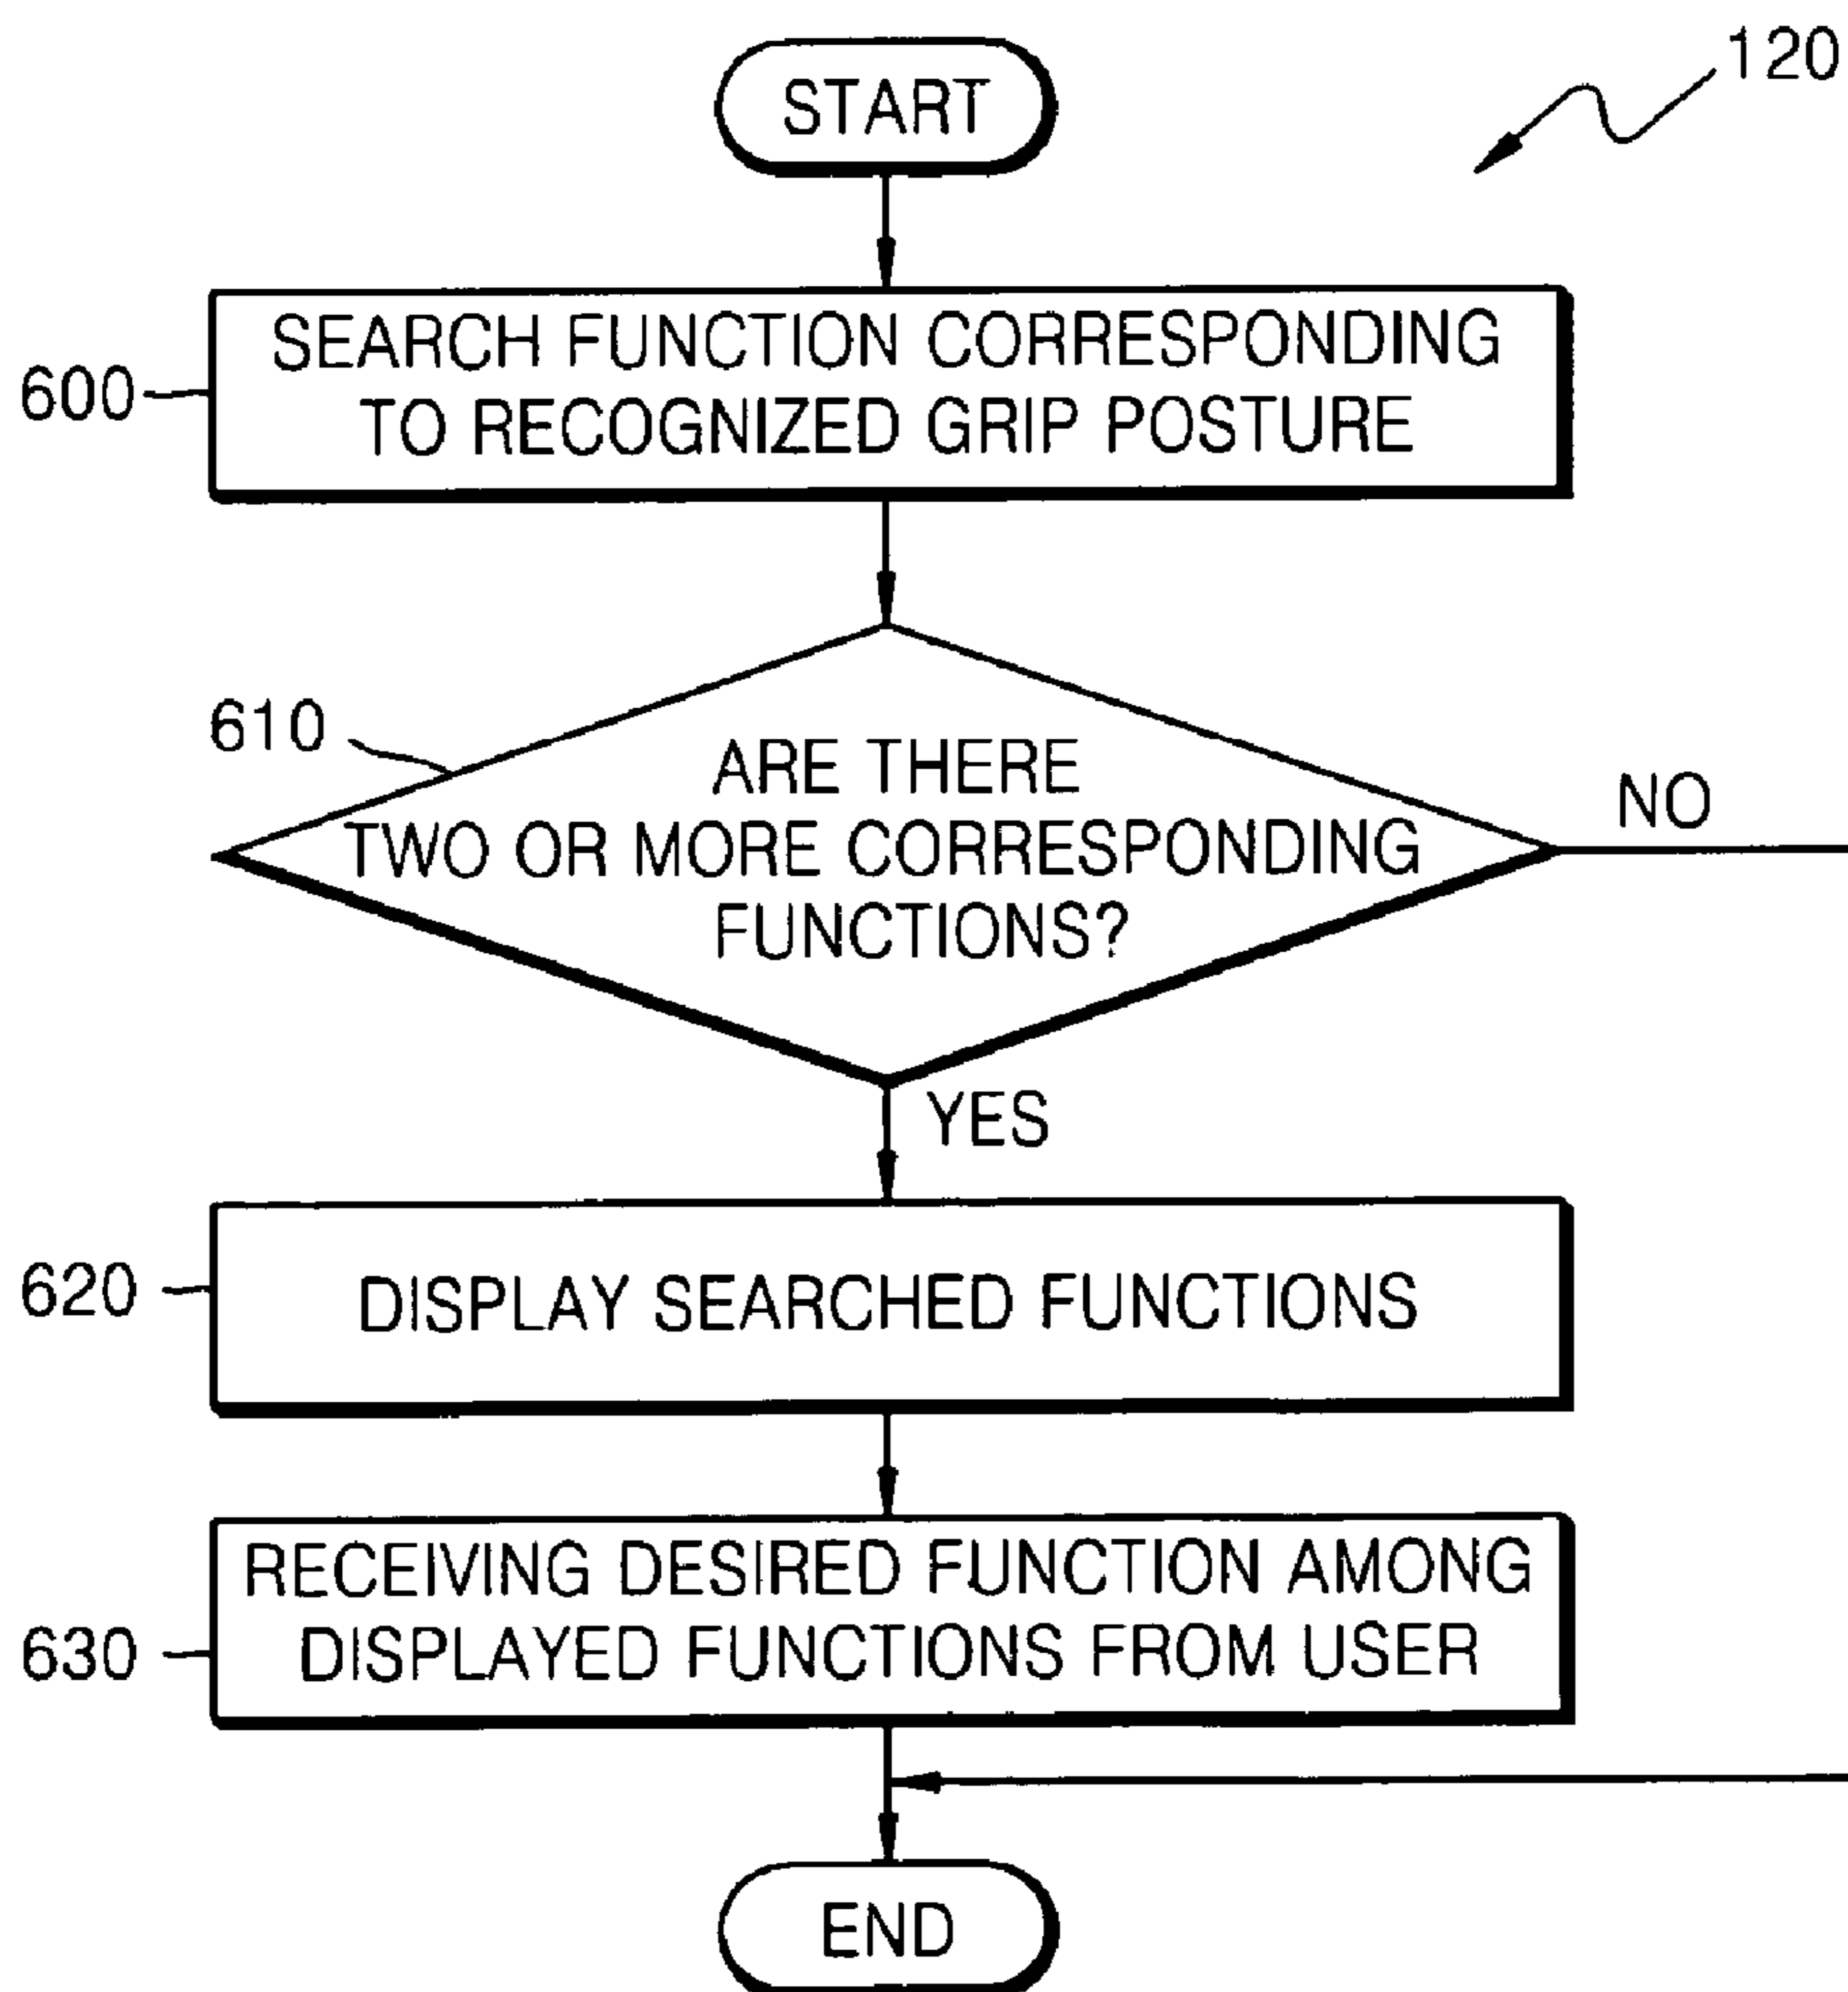 START
120
600
SEARCH FUNCTION CORRESPONDING
TO RECOGNIZED GRIP POSTURE
610
ARE THERE
TWO OR MORE CORRESPONDING
FUNCTIONS?
NO
YES
620
DISPLAY SEARCHED FUNCTIONS
630
RECEIVING DESIRED FUNCTION AMONG
DISPLAYED FUNCTIONS FROM USER
END